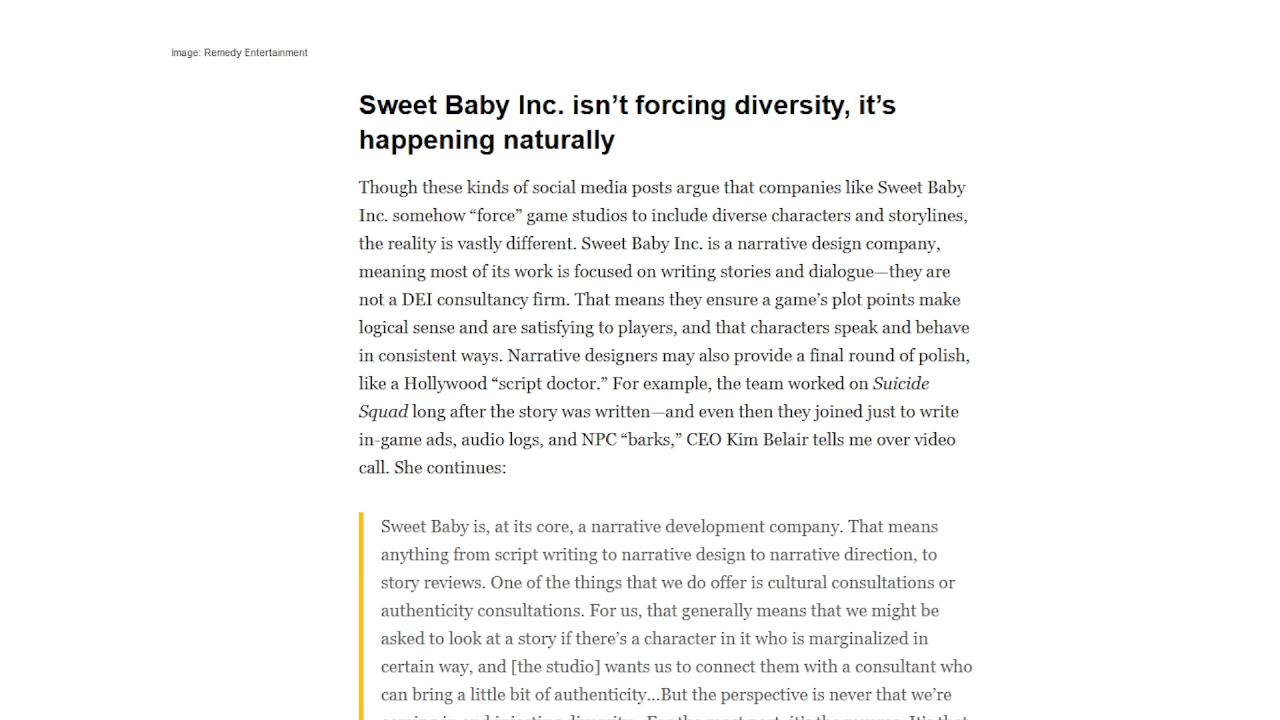 Image: Remedy Entertainment
Sweet Baby Inc. isn’t forcing diversity, it’s
happening naturally
Though these kinds of social media posts argue that companies like Sweet Baby
Inc. somehow “force” game studios to include diverse characters and storylines,
the reality is vastly different. Sweet Baby Inc. is a narrative design company,
meaning most of its work is focused on writing stories and dialogue—they are
not a DEI consultancy firm. That means they ensure a game’s plot points make
logical sense and are satisfying to players, and that characters speak and behave
in consistent ways. Narrative designers may also provide a final round of polish,
like a Hollywood “script doctor.” For example, the team worked on Suicide
Squad long after the story was written—and even then they joined just to write
in-game ads, audio logs, and NPC “barks,” CEO Kim Belair tells me over video
call. She continues:
Sweet Baby is, at its core, a narrative development company. That means
anything from script writing to narrative design to narrative direction, to
story reviews. One of the things that we do offer is cultural consultations or
authenticity consultations. For us, that generally means that we might be
asked to look at a story if there’s a character in it who is marginalized in
certain way, and [the studio] wants us to connect them with a consultant who
can bring a little bit of authenticity...But the perspective is never that we’re